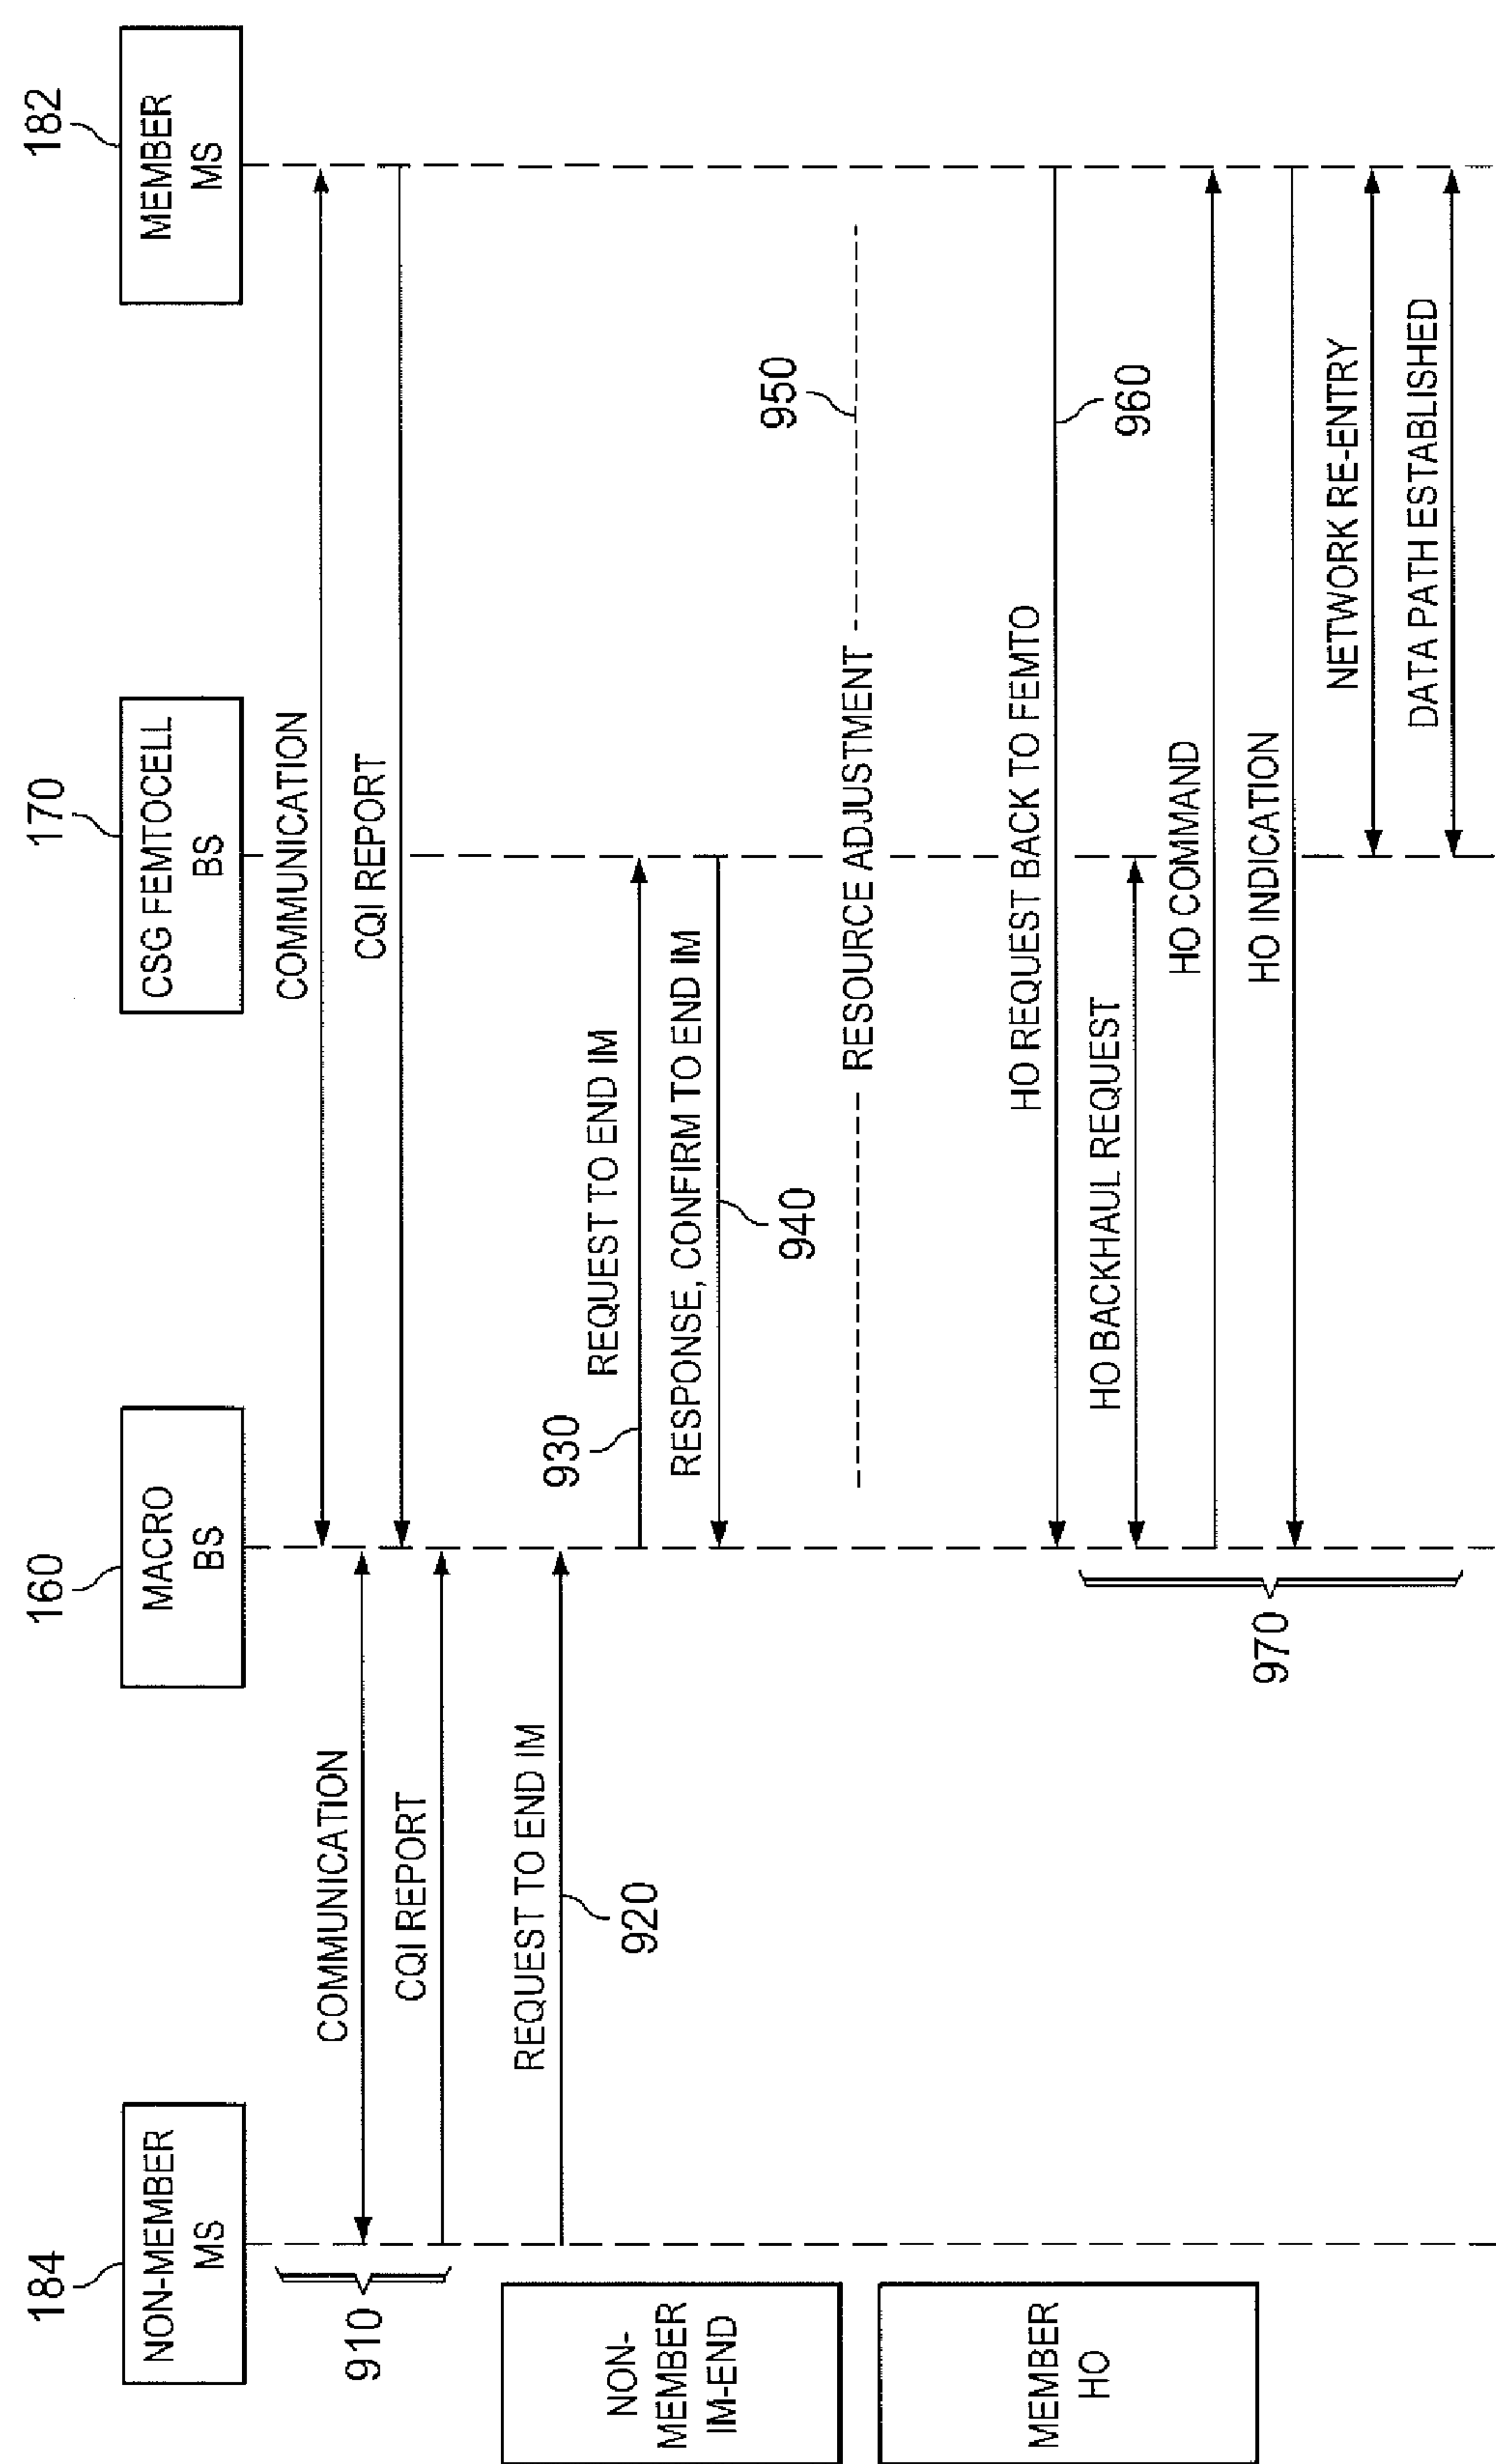 184
NON-MEMBER
MS
160
MACRO
BS
170
CSG FEMTOCELL
BS
182
MEMBER
MS
910
COMMUNICATION
COMMUNICATION
CQI REPORT
CQI REPORT
NON-
MEMBER
IM-END
REQUEST TO END IM
920
930
REQUEST TO END IM
RESPONSE, CONFIRM TO END IM
940
950
RESOURCE ADJUSTMENT
MEMBER
HO
HO REQUEST BACK TO FEMTO
960
HO BACKHAUL REQUEST
970
HO COMMAND
HO INDICATION
NETWORK RE-ENTRY
DATA PATH ESTABLISHED